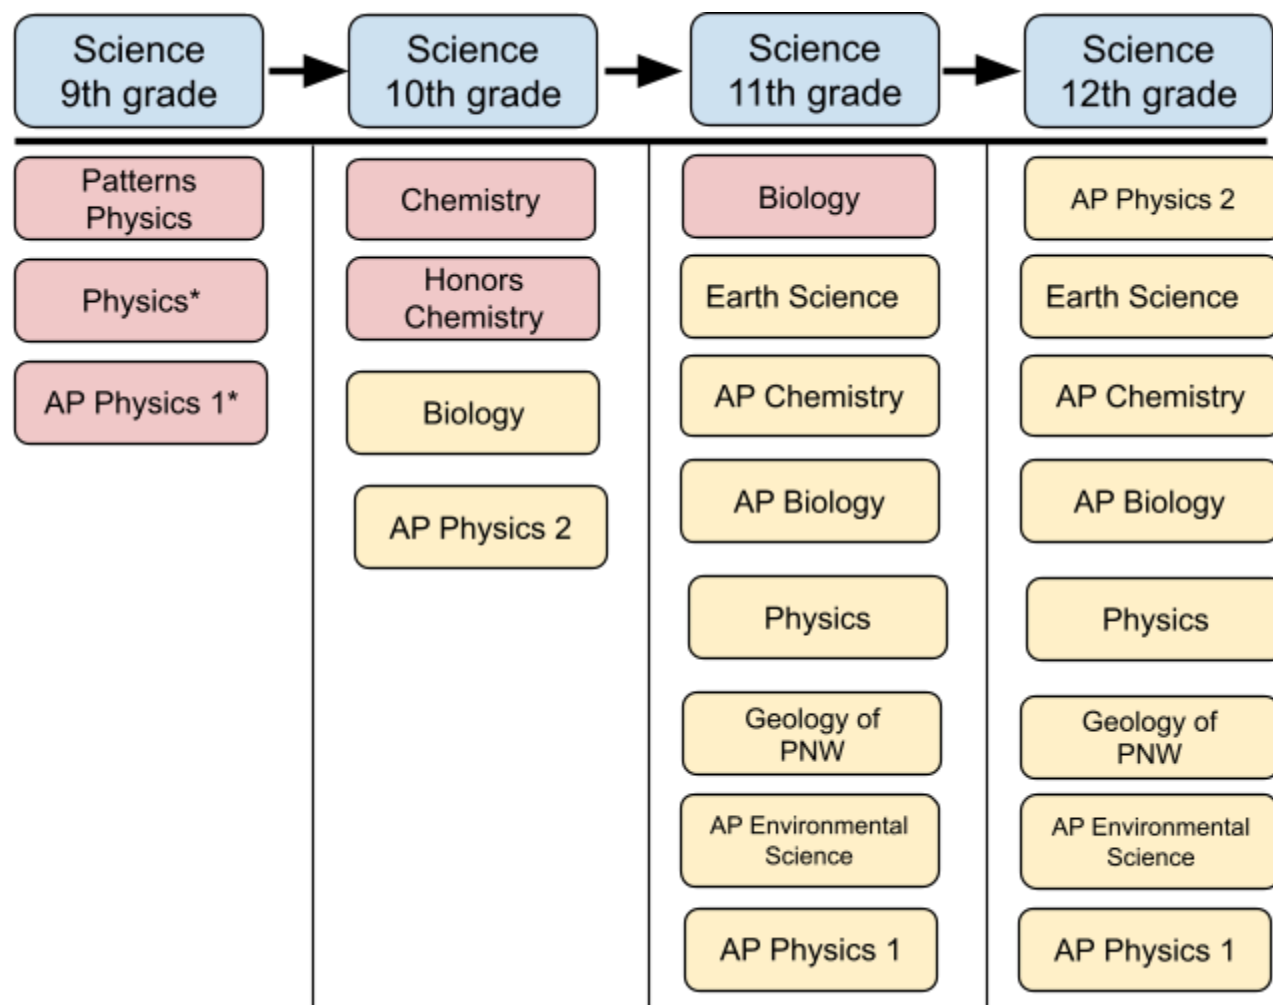 Science
9th grade
Science
10th grade
Science
11th grade
Science
12th grade
Patterns
Physics
Physics*
AP Physics 1*
Chemistry
Honors
Chemistry
Biology
AP Physics 2
Biology
Earth Science
AP Chemistry
AP Biology
Physics
Geology of
PNW
AP Environmental
Science
AP Physics 1
AP Physics 2
Earth Science
AP Chemistry
AP Biology
Physics
Geology of
PNW
AP Environmental
Science
AP Physics 1